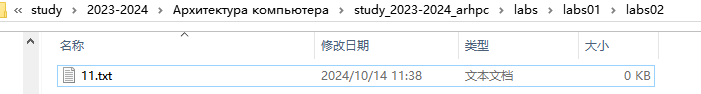 « study › 2023-2024 › Архитектура компьютера › study_2023-2024_arhpc › labs › labs01 › labs02
名称 修改日期 类型 大小
11.txt 2024/10/14 11:38 文本文档 0 KB